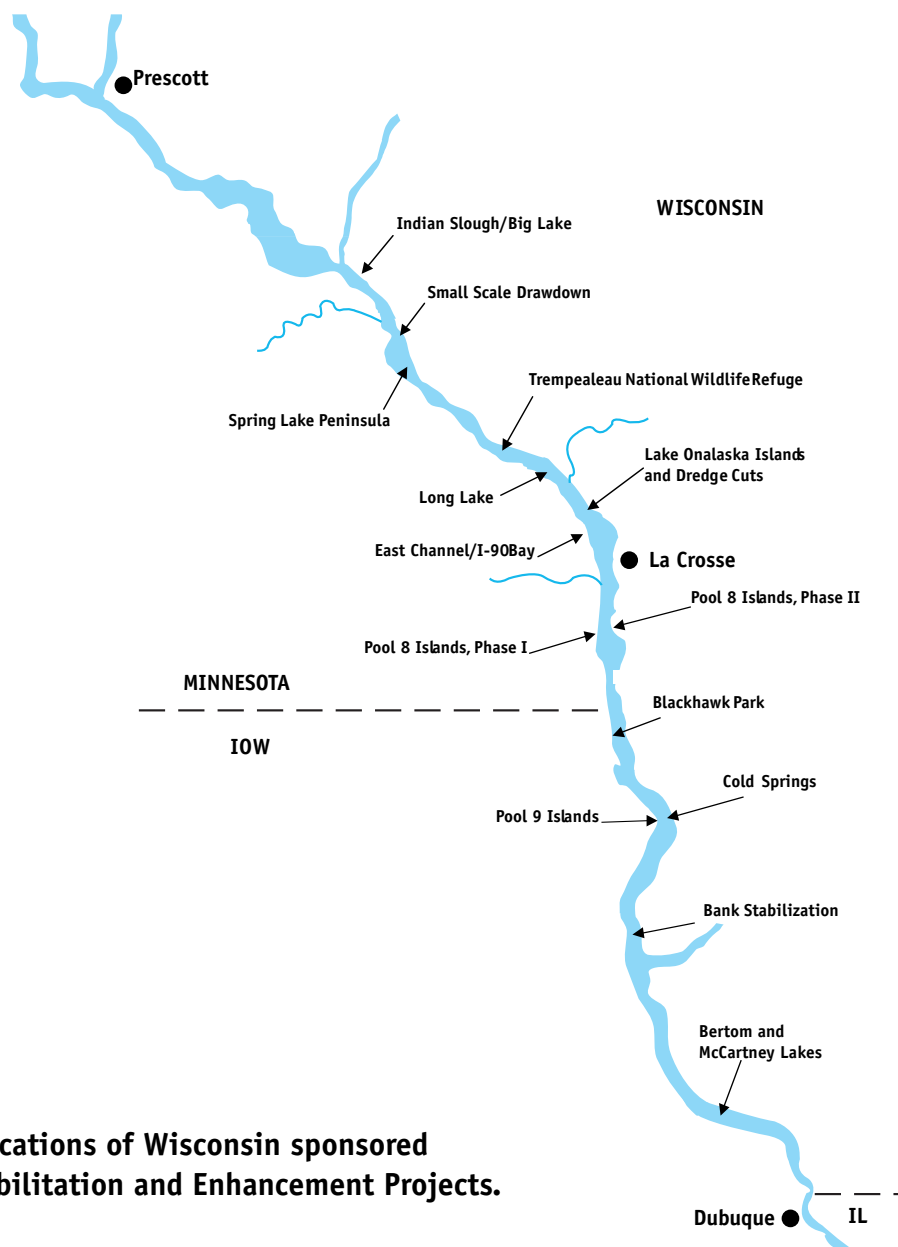 Prescott
WISCONSIN
Indian Slough/Big Lake
Small Scale Drawdown
Trempealeau National Wildlife Refuge
Spring Lake Peninsula
Lake Onalaska Islands
and Dredge Cuts
Long Lake
East Channel/I-90Bay
La Crosse
Pool 8 Islands, Phase II
Pool 8 Islands, Phase I
MINNESOTA
Blackhawk Park
IOW
Cold Springs
Pool 9 Islands
Bank Stabilization
Bertom and
McCartney Lakes
cations of Wisconsin sponsored
bilitation and Enhancement Projects.
Dubuque
IL